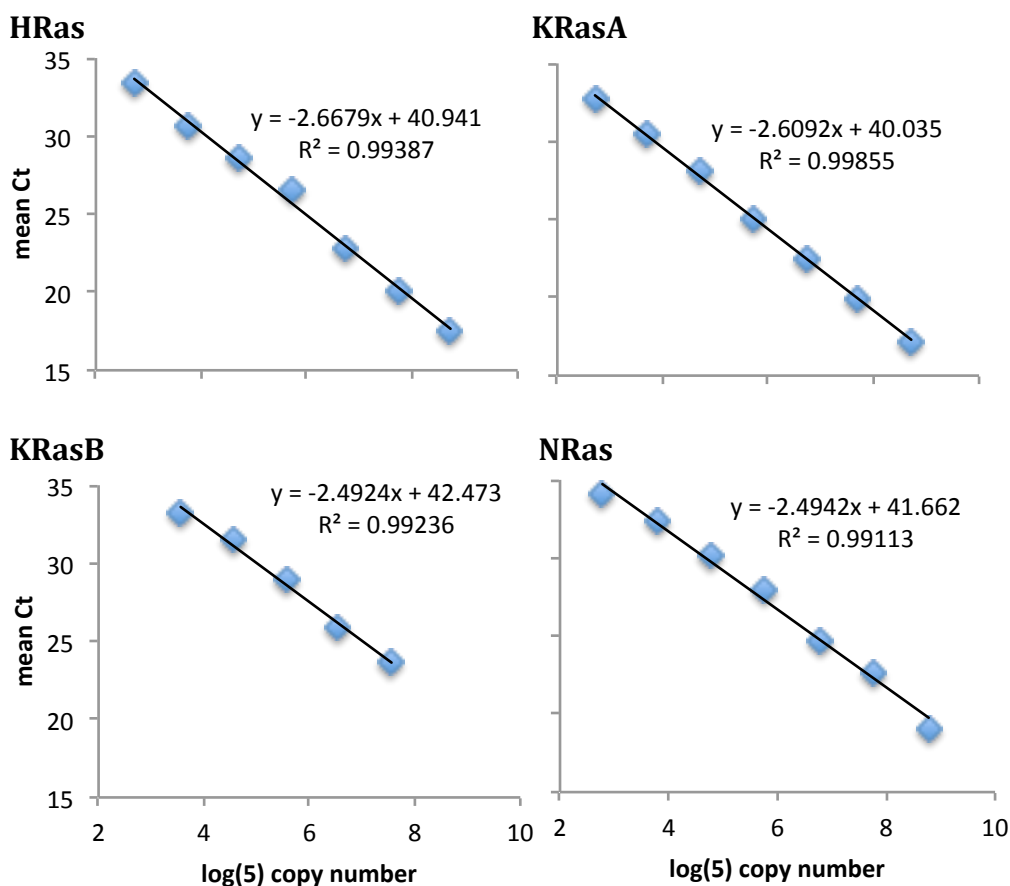 HRas
35
30
25
20
15
mean Ct
y = -2.6679x + 40.941
R² = 0.99387
KRasA
y = -2.6092x + 40.035
R² = 0.99855
KRasB
35
30
25
20
15
mean Ct
y = -2.4924x + 42.473
R² = 0.99236
2 4 6 8 10
log(5) copy number
NRas
y = -2.4942x + 41.662
R² = 0.99113
2 4 6 8 10
log(5) copy number